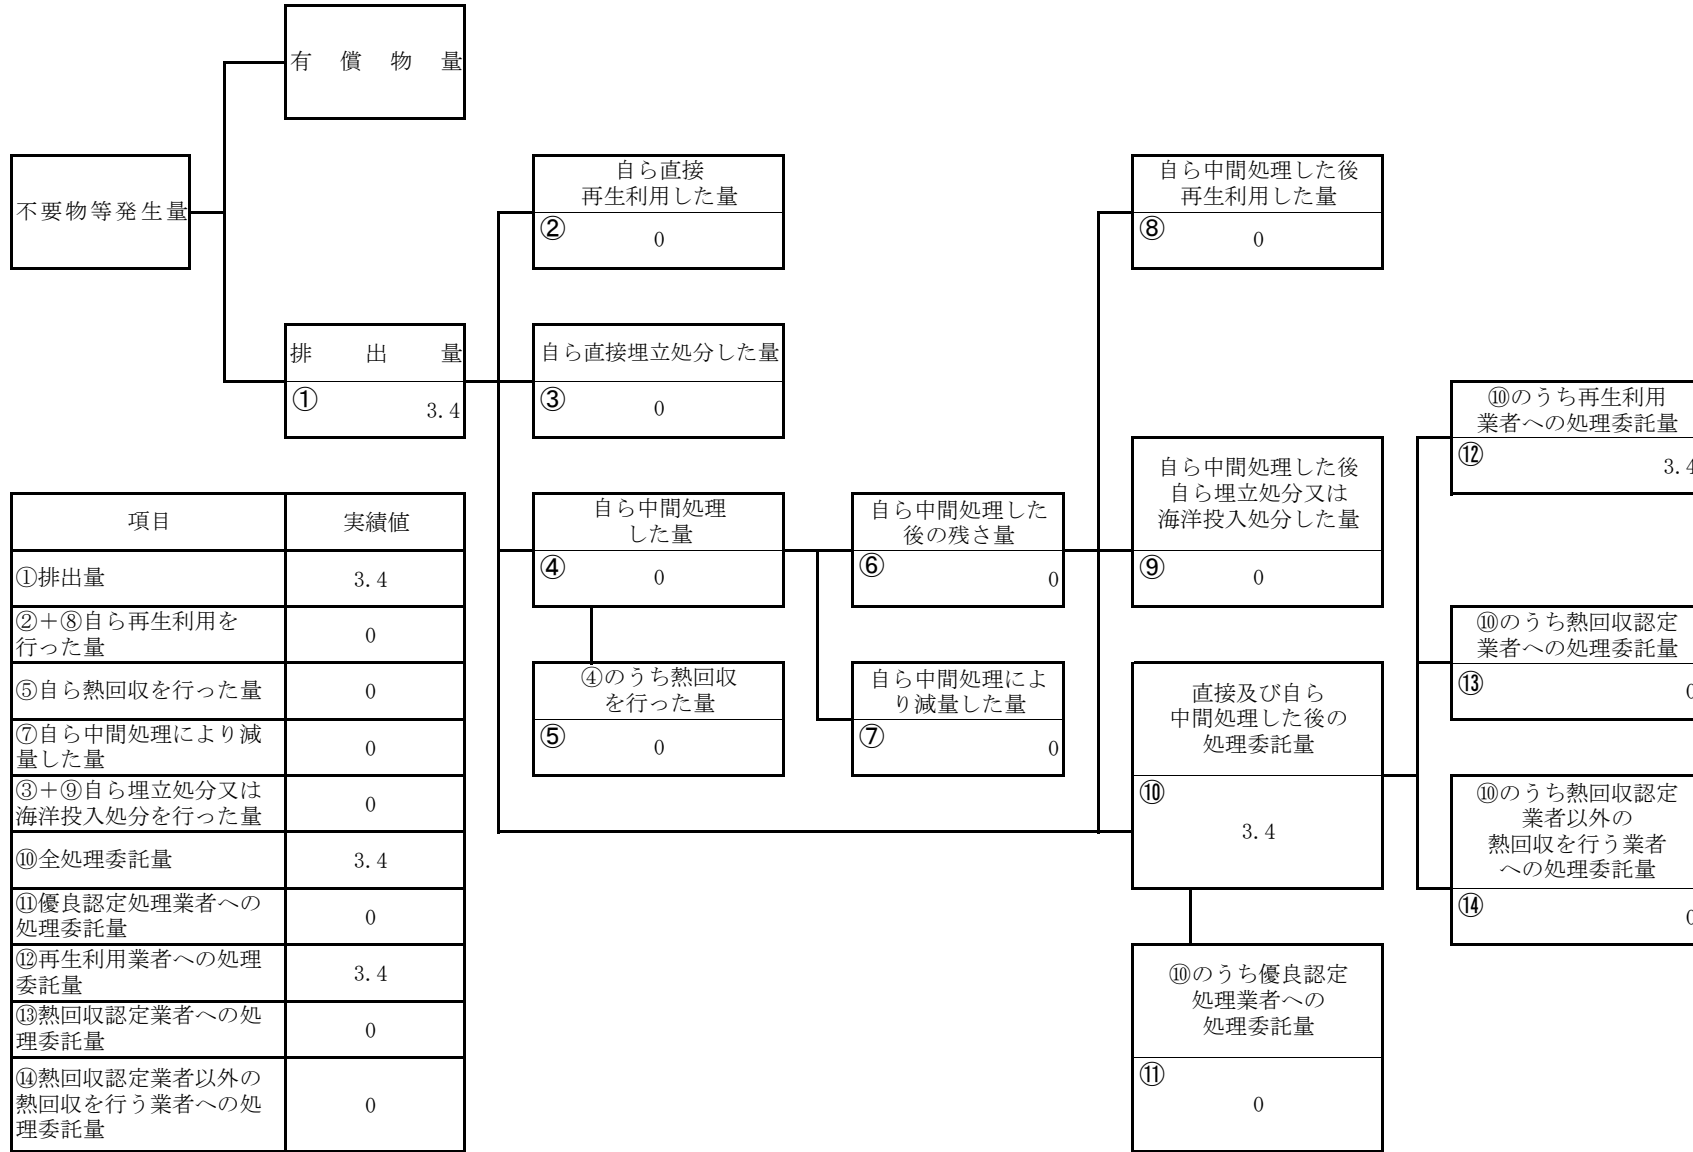 有償物量
不要物等発生量
排出量
①
3.4
自ら直接
再生利用した量
②
0
自ら直接埋立処分した量
③
0
自ら中間処理
した量
④
0
④のうち熱回収
を行った量
⑤
0
自ら中間処理した
後の残さ量
⑥
0
自ら中間処理によ
り減量した量
⑦
0
自ら中間処理した後
再生利用した量
⑧
0
自ら中間処理した後
自ら埋立処分又は
海洋投入処分した量
⑨
0
直接及び自ら
中間処理した後の
処理委託量
⑩
3.4
⑩のうち優良認定
処理業者への
処理委託量
⑪
0
⑩のうち再生利用
業者への処理委託量
⑫
3.4
⑩のうち熱回収認定
業者への処理委託量
⑬
0
⑩のうち熱回収認定
業者以外の
熱回収を行う業者
への処理委託量
⑭
0
項目 実績値
①排出量 3.4
②＋⑧自ら再生利用を
行った量 0
⑤自ら熱回収を行った量 0
⑦自ら中間処理により減
量した量 0
③＋⑨自ら埋立処分又は
海洋投入処分を行った量 0
⑩全処理委託量 3.4
⑪優良認定処理業者への
処理委託量 0
⑫再生利用業者への処理
委託量 3.4
⑬熱回収認定業者への処
理委託量 0
⑭熱回収認定業者以外の
熱回収を行う業者への処
理委託量 0